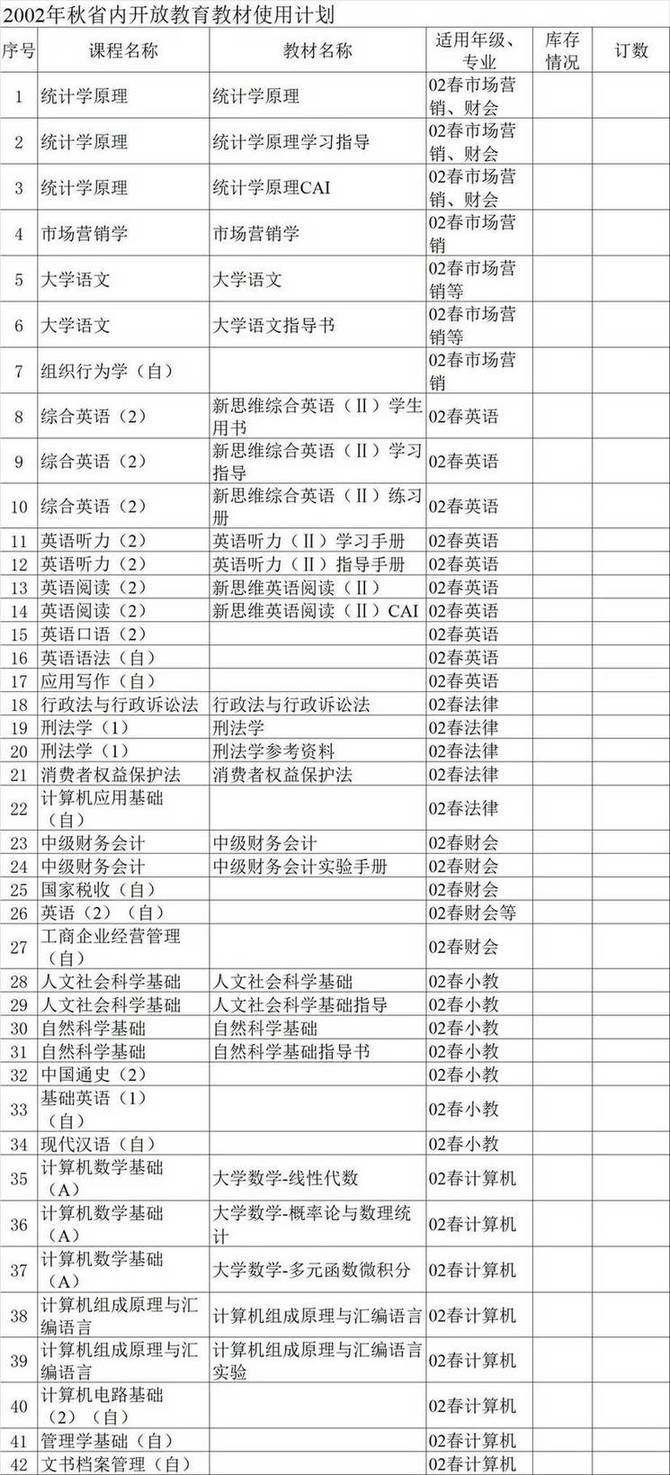 2002年秋省内开放教育教材使用计划
序号 课程名称 教材名称 适用年级、专业 库存情况 订数
1 统计学原理 统计学原理 02春市场营销、财会
2 统计学原理 统计学原理学习指导 02春市场营销、财会
3 统计学原理 统计学原理CAI 02春市场营销、财会
4 市场营销学 市场营销学 02春市场营销
5 大学语文 大学语文 02春市场营销等
6 大学语文 大学语文指导书 02春市场营销等
7 组织行为学（自） 02春市场营销
8 综合英语（2） 新思维综合英语（Ⅱ）学生用书 02春英语
9 综合英语（2） 新思维综合英语（Ⅱ）学习指导 02春英语
10 综合英语（2） 新思维综合英语（Ⅱ）练习册 02春英语
11 英语听力（2） 英语听力（Ⅱ）学习手册 02春英语
12 英语听力（2） 英语听力（Ⅱ）指导手册 02春英语
13 英语阅读（2） 新思维英语阅读（Ⅱ） 02春英语
14 英语阅读（2） 新思维英语阅读（Ⅱ）CAI 02春英语
15 英语口语（2） 02春英语
16 英语语法（自） 02春英语
17 应用写作（自） 02春英语
18 行政法与行政诉讼法 行政法与行政诉讼法 02春法律
19 刑法学（1） 刑法学 02春法律
20 刑法学（1） 刑法学参考资料 02春法律
21 消费者权益保护法 消费者权益保护法 02春法律
22 计算机应用基础（自） 02春法律
23 中级财务会计 中级财务会计 02春财会
24 中级财务会计 中级财务会计实验手册 02春财会
25 国家税收（自） 02春财会
26 英语（2）（自） 02春财会等
27 工商企业经营管理（自） 02春财会
28 人文社会科学基础 人文社会科学基础 02春小教
29 人文社会科学基础 人文社会科学基础指导 02春小教
30 自然科学基础 自然科学基础 02春小教
31 自然科学基础 自然科学基础指导书 02春小教
32 中国通史（2） 02春小教
33 基础英语（1）（自） 02春小教
34 现代汉语（自） 02春小教
35 计算机数学基础（A） 大学数学-线性代数 02春计算机
36 计算机数学基础（A） 大学数学-概率论与数理统计 02春计算机
37 计算机数学基础（A） 大学数学-多元函数微积分 02春计算机
38 计算机组成原理与汇编语言 计算机组成原理与汇编语言 02春计算机
39 计算机组成原理与汇编语言 计算机组成原理与汇编语言实验 02春计算机
40 计算机电路基础（2）（自） 02春计算机
41 管理学基础（自） 02春计算机
42 文书档案管理（自） 02春计算机